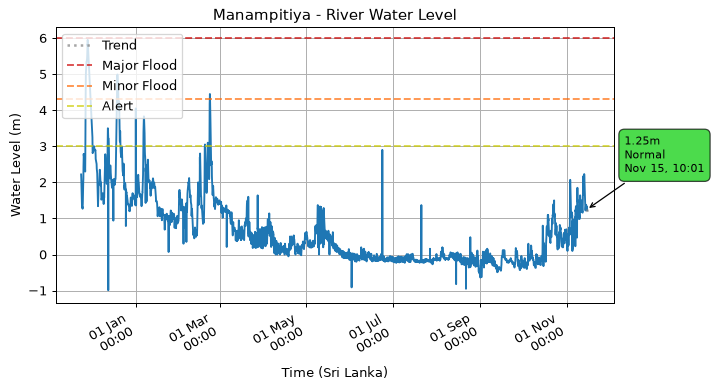 Manampitiya - River Water Level
Water Level (m)
6
5
4
3
2
1
0
−1
Trend
Major Flood
Minor Flood
Alert
1.25m
Normal
Nov 15, 10:01
01 Jan
00:00
01 Mar
00:00
01 May
00:00
01 Jul
00:00
01 Sep
00:00
01 Nov
00:00
Time (Sri Lanka)